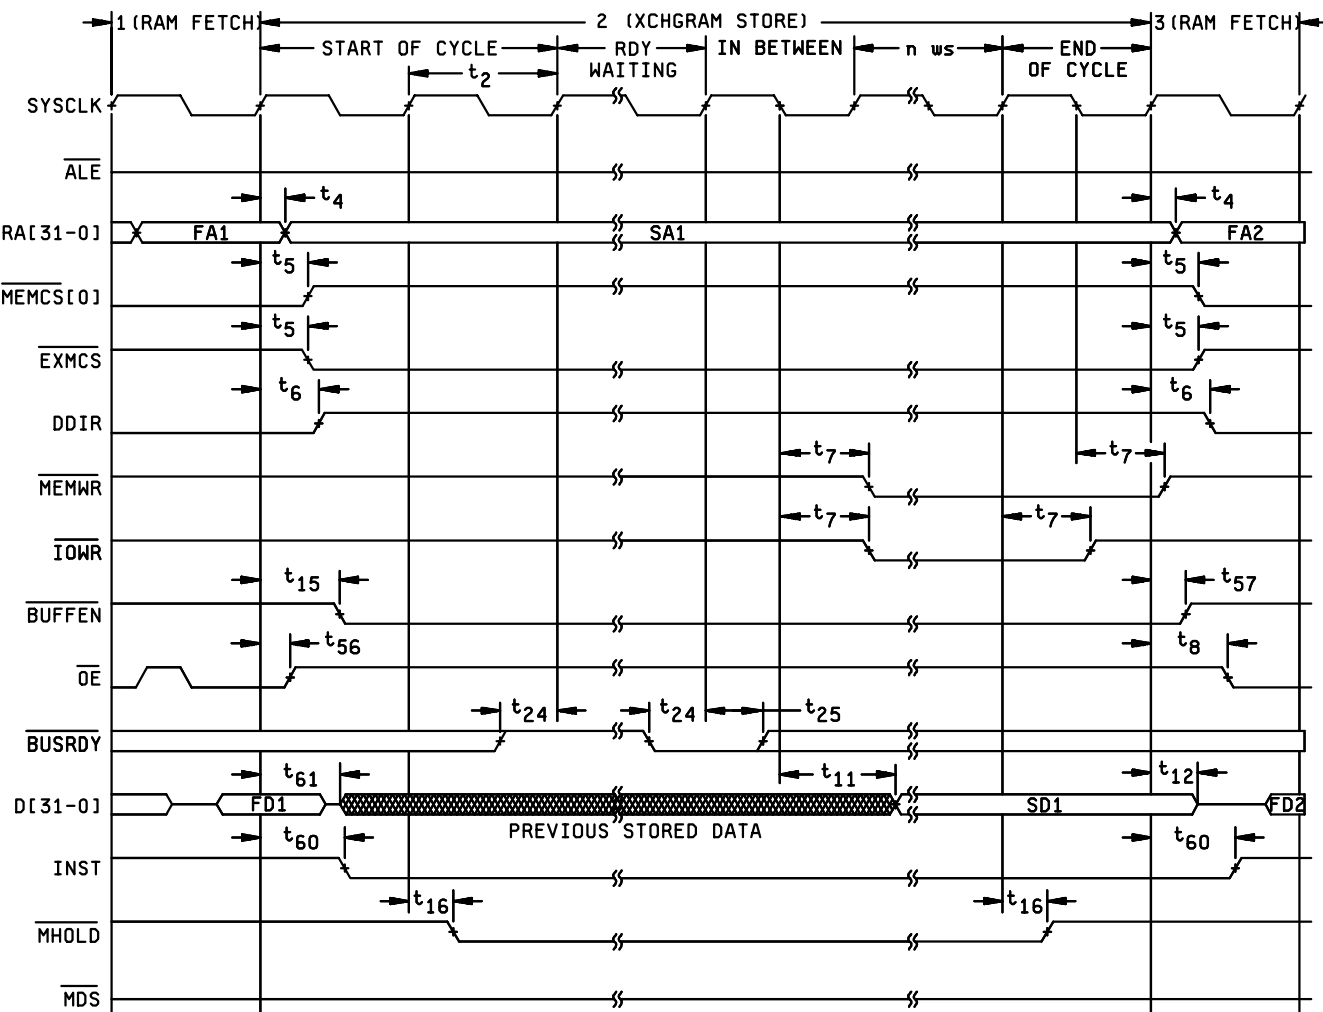 1 (RAM FETCH) 2 (XCHGRAM STORE) 3 (RAM FETCH)
START OF CYCLE RDY WAITING IN BETWEEN n ws END OF CYCLE
t2
SYSCLK
ALE
t4 t4
RA[31-0] FA1 SA1 FA2
t5 t5
MEMCS[0]
t5 t5
EXMCS
t6 t6
DDIR
t7 t7
MEMWR
t7 t7
IOWR
t15 t57
BUFFEN
t56 t8
OE
t24 t24 t25
BUSRDY
t61 t11 t12
D[31-0] FD1 SD1 FD2
PREVIOUS STORED DATA
t60 t60
INST
t16 t16
MHOLD
MDS